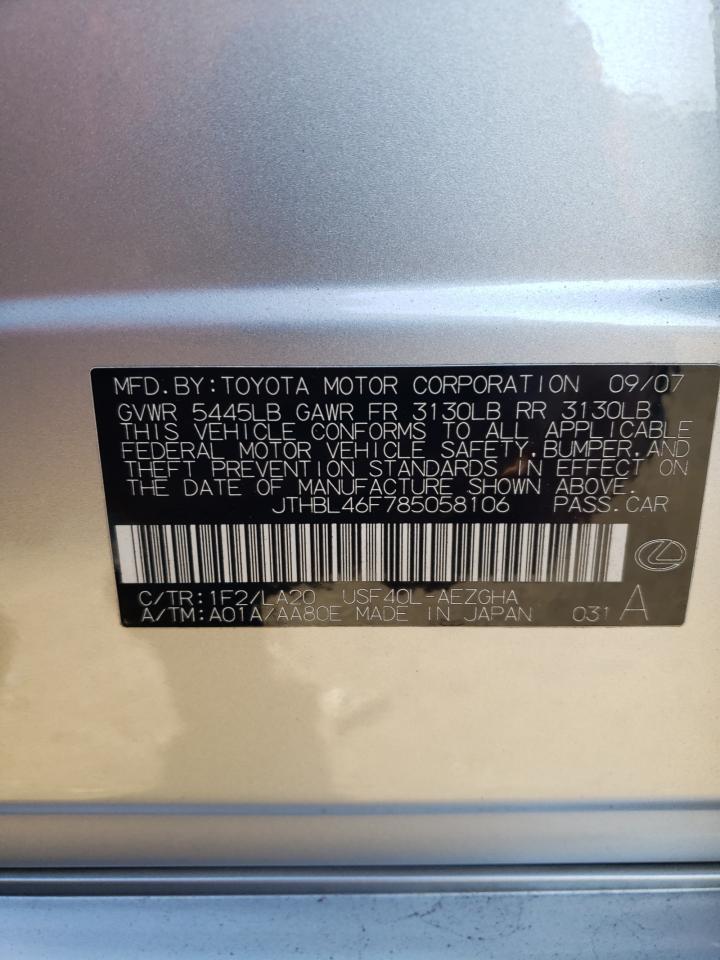 MFD.BY:TOYOTA MOTOR CORPORATION 09/07
GVWR 5445LB GAWR FR 3130LB RR 3130LB
THIS VEHICLE CONFORMS TO ALL APPLICABLE
FEDERAL MOTOR VEHICLE SAFETY,BUMPER,AND
THEFT PREVENTION STANDARDS IN EFFECT ON
THE DATE OF MANUFACTURE SHOWN ABOVE.
JTHBL46F785058106 PASS.CAR
C/TR:1F2/LA20 USF40L-AEZGHA
A/TM:A01A/AA80E MADE IN JAPAN 031 A